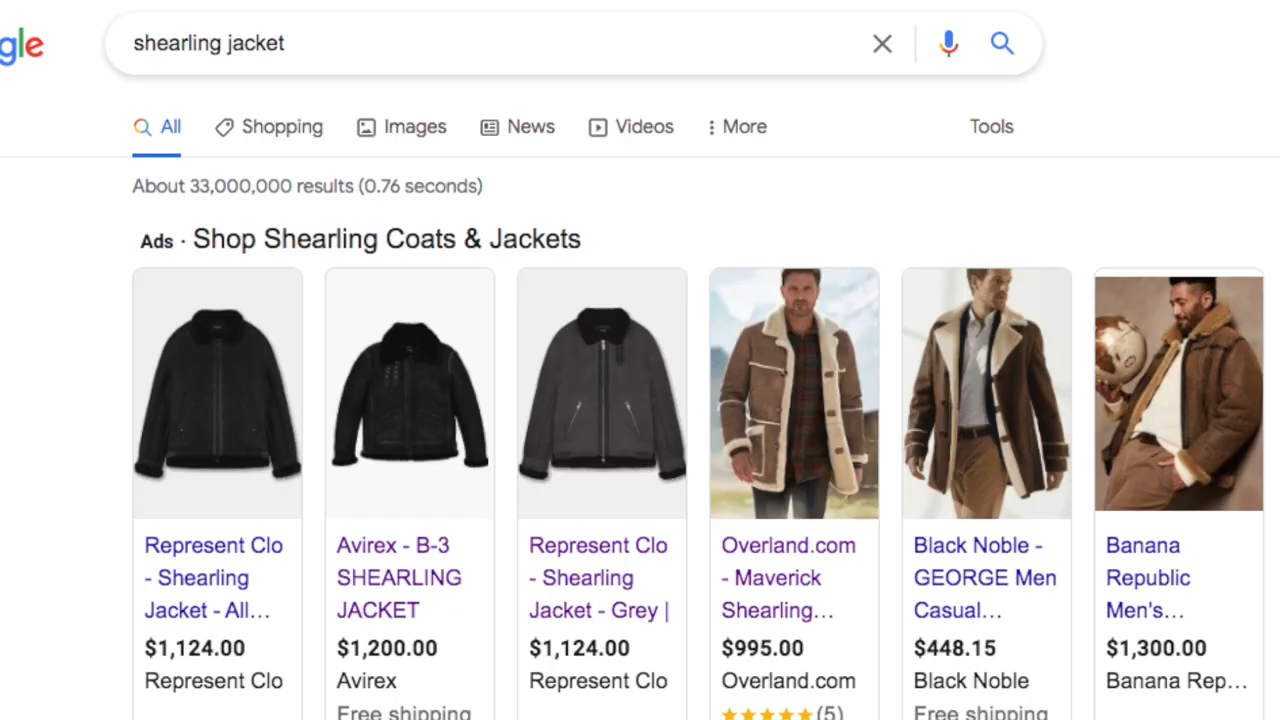 gle
shearling jacket
All Shopping Images News Videos More Tools
About 33,000,000 results (0.76 seconds)
Ads · Shop Shearling Coats & Jackets
Represent Clo
- Shearling
Jacket - All...
$1,124.00
Represent Clo
Avirex - B-3
SHEARLING
JACKET
$1,200.00
Avirex
Free shipping
Represent Clo
- Shearling
Jacket - Grey |
$1,124.00
Represent Clo
Overland.com
- Maverick
Shearling...
$995.00
Overland.com
(5)
Black Noble -
GEORGE Men
Casual...
$448.15
Black Noble
Free shipping
Banana
Republic
Men's...
$1,300.00
Banana Rep...